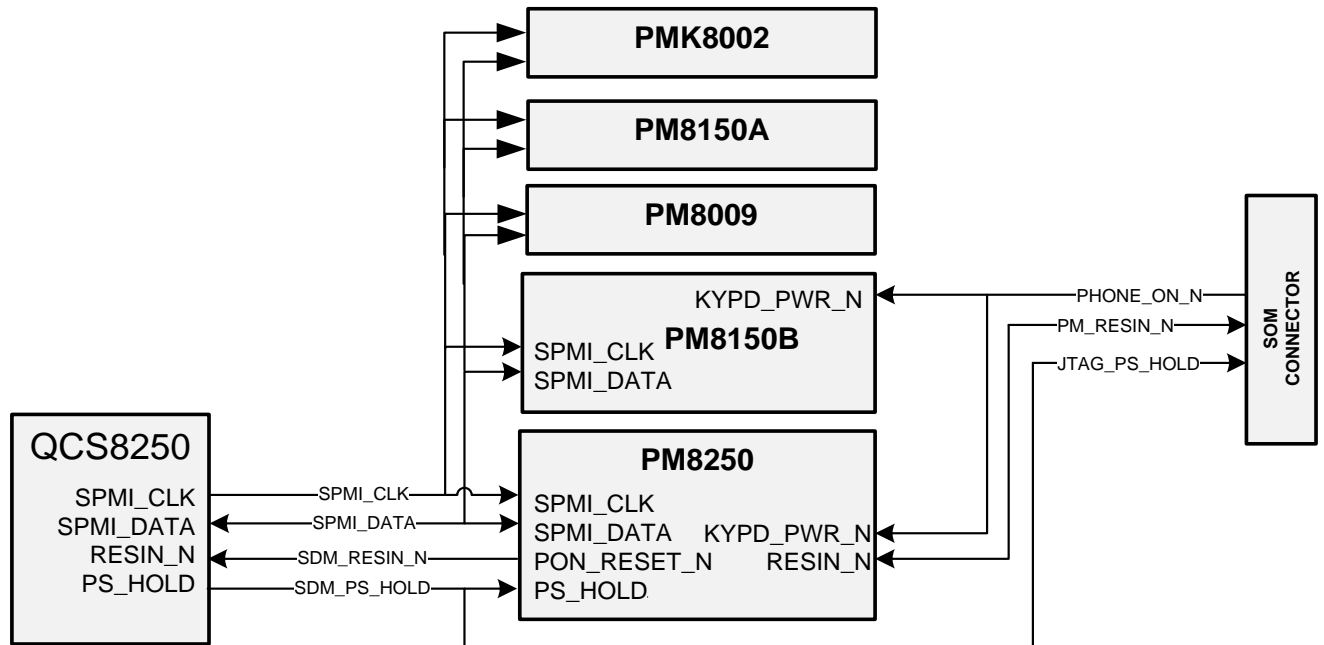 PMK8002
PM8150A
PM8009
KYPD_PWR_N
PM8150B
SPMI_CLK
SPMI_DATA
PHONE_ON_N
PM_RESIN_N
JTAG_PS_HOLD
SOM
CONNECTOR
QCS8250
SPMI_CLK
SPMI_DATA
RESIN_N
PS_HOLD
SPMI_CLK
SPMI_DATA
SDM_RESIN_N
SDM_PS_HOLD
PM8250
SPMI_CLK
SPMI_DATA KYPD_PWR_N
PON_RESET_N RESIN_N
PS_HOLD